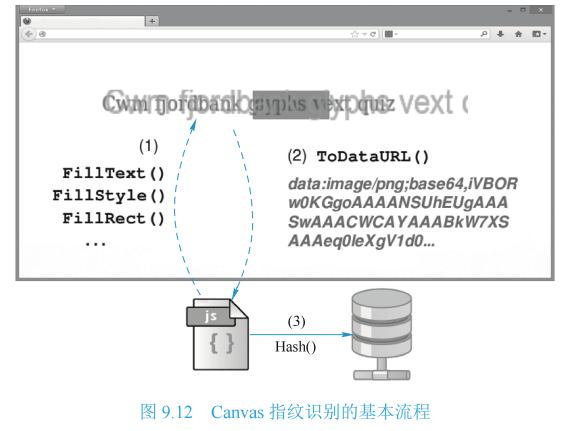 Firefox
Cwm fjordbank glyphs vext quiz
(1)
FillText()
FillStyle()
FillRect()
...
(2) ToDataURL()
data:image/png;base64,iVBOR
w0KGgoAAAANSUhEUgAAA
SwAAACWCAYAAABkW7XS
AAAeq0leXgV1d0...
js
{ }
(3)
Hash()
图 9.12 Canvas 指纹识别的基本流程